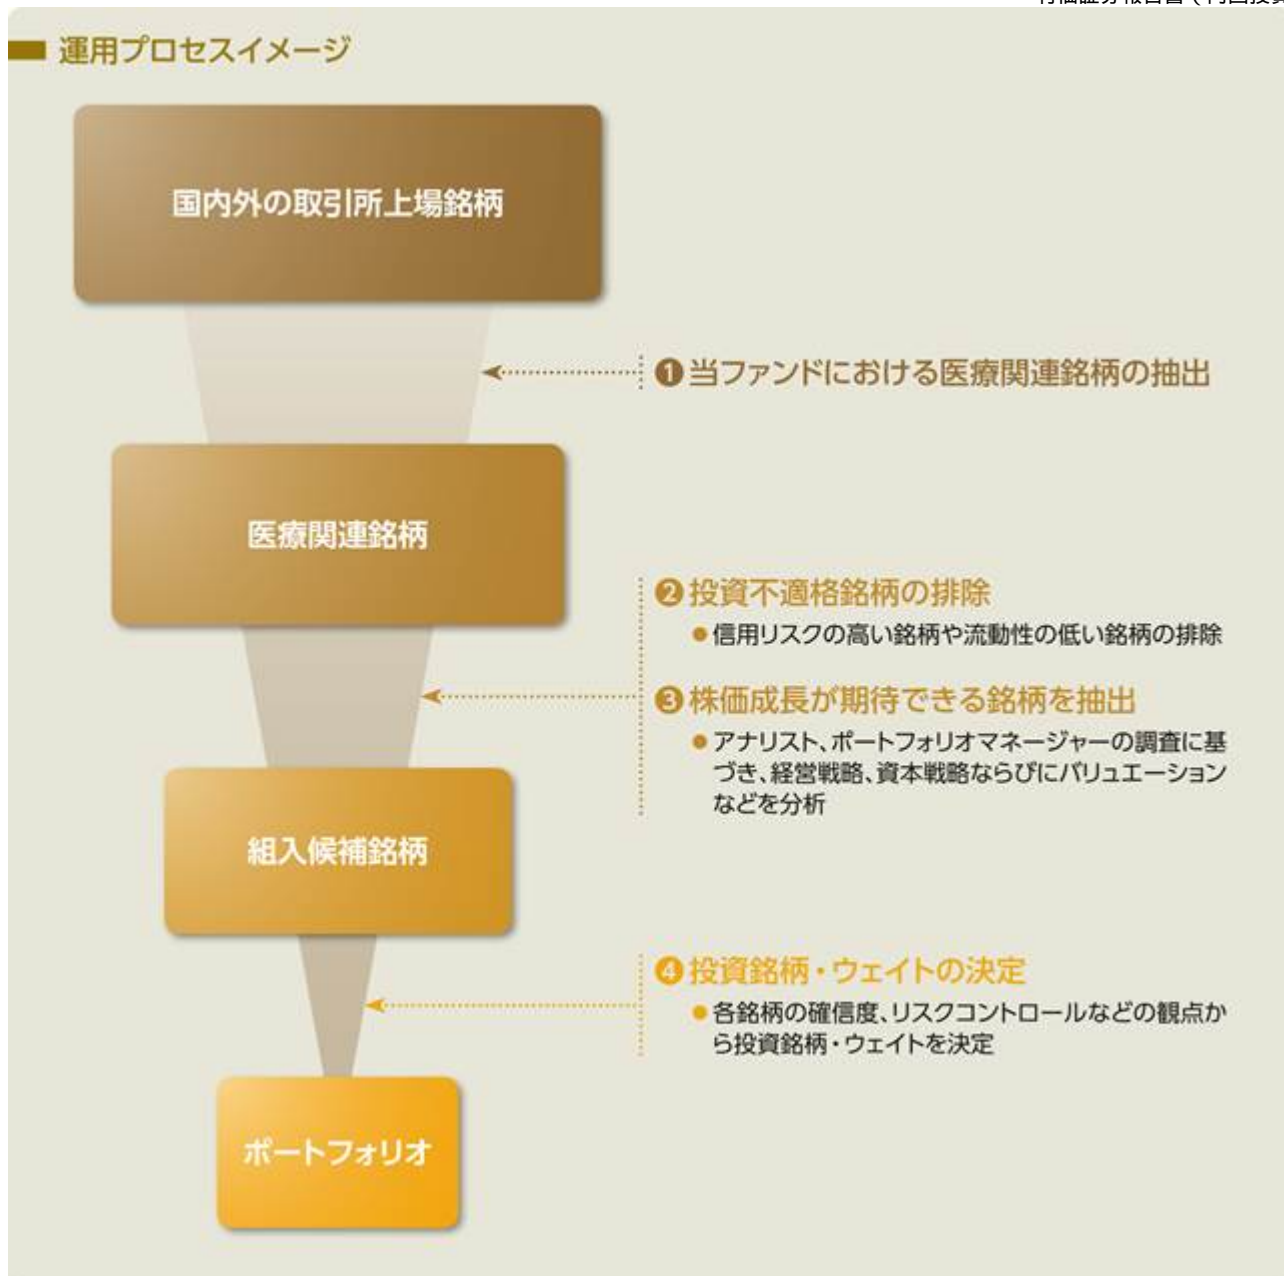 運用プロセスイメージ
国内外の取引所上場銘柄
❶当ファンドにおける医療関連銘柄の抽出
医療関連銘柄
❷投資不適格銘柄の排除
●信用リスクの高い銘柄や流動性の低い銘柄の排除
❸株価成長が期待できる銘柄を抽出
●アナリスト、ポートフォリオマネージャーの調査に基
づき、経営戦略、資本戦略ならびにバリュエーション
などを分析
組入候補銘柄
❹投資銘柄・ウェイトの決定
●各銘柄の確信度、リスクコントロールなどの観点か
ら投資銘柄・ウェイトを決定
ポートフォリオ